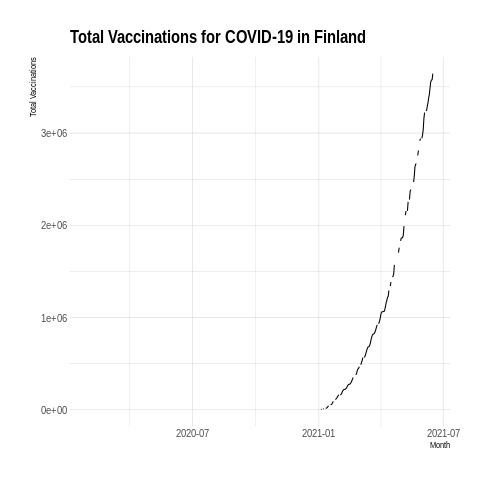 Total Vaccinations for COVID-19 in Finland
Total Vaccinations
3e+06
2e+06
1e+06
0e+00
2020-07
2021-01
2021-07
Month